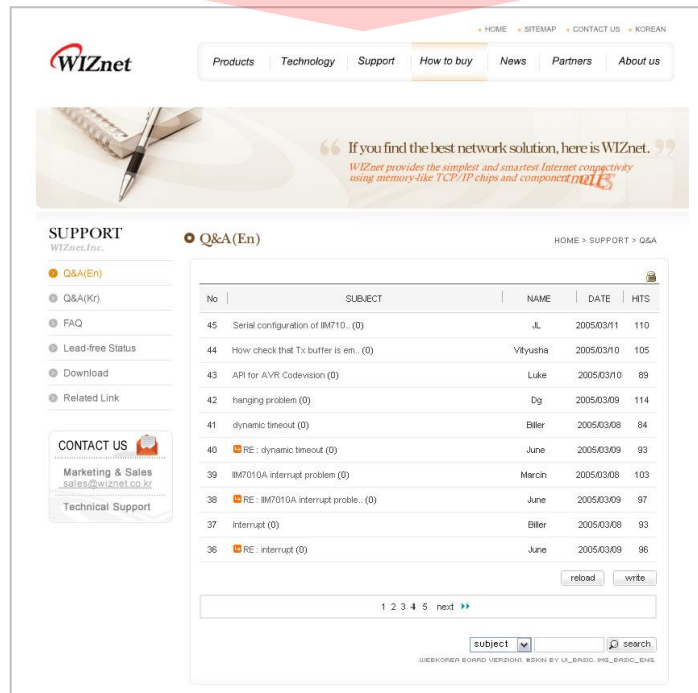 HOME SITEMAP CONTACT US KOREAN
WIZnet
Products Technology Support How to buy News Partners About us
“ If you find the best network solution, here is WIZnet. ”
WIZnet provides the simplest and smartest Internet connectivity
using memory-like TCP/IP chips and component
SUPPORT
WIZnet,Inc.
Q&A(En)
Q&A(Kr)
FAQ
Lead-free Status
Download
Related Link
CONTACT US
Marketing & Sales
sales@wiznet.co.kr
Technical Support
Q&A(En)
HOME > SUPPORT > Q&A
No SUBJECT NAME DATE HITS
45 Serial configuration of IIM710.. (0) JL 2005/03/11 110
44 How check that Tx buffer is em.. (0) Vityusha 2005/03/10 105
43 API for AVR Codevision (0) Luke 2005/03/10 89
42 hanging problem (0) Dg 2005/03/09 114
41 dynamic timeout (0) Biller 2005/03/08 84
40 RE : dynamic timeout (0) June 2005/03/09 93
39 IIM7010A interrupt problem (0) Marcin 2005/03/08 103
38 RE : IIM7010A interrupt proble.. (0) June 2005/03/09 97
37 Interrupt (0) Biller 2005/03/08 93
36 RE : interrupt (0) June 2005/03/09 96
reload write
1 2 3 4 5 next
subject search
WEBKOREA BOARD VERSION1. #SKIN BY UI_BASIC. IMG_BASIC_ENG.